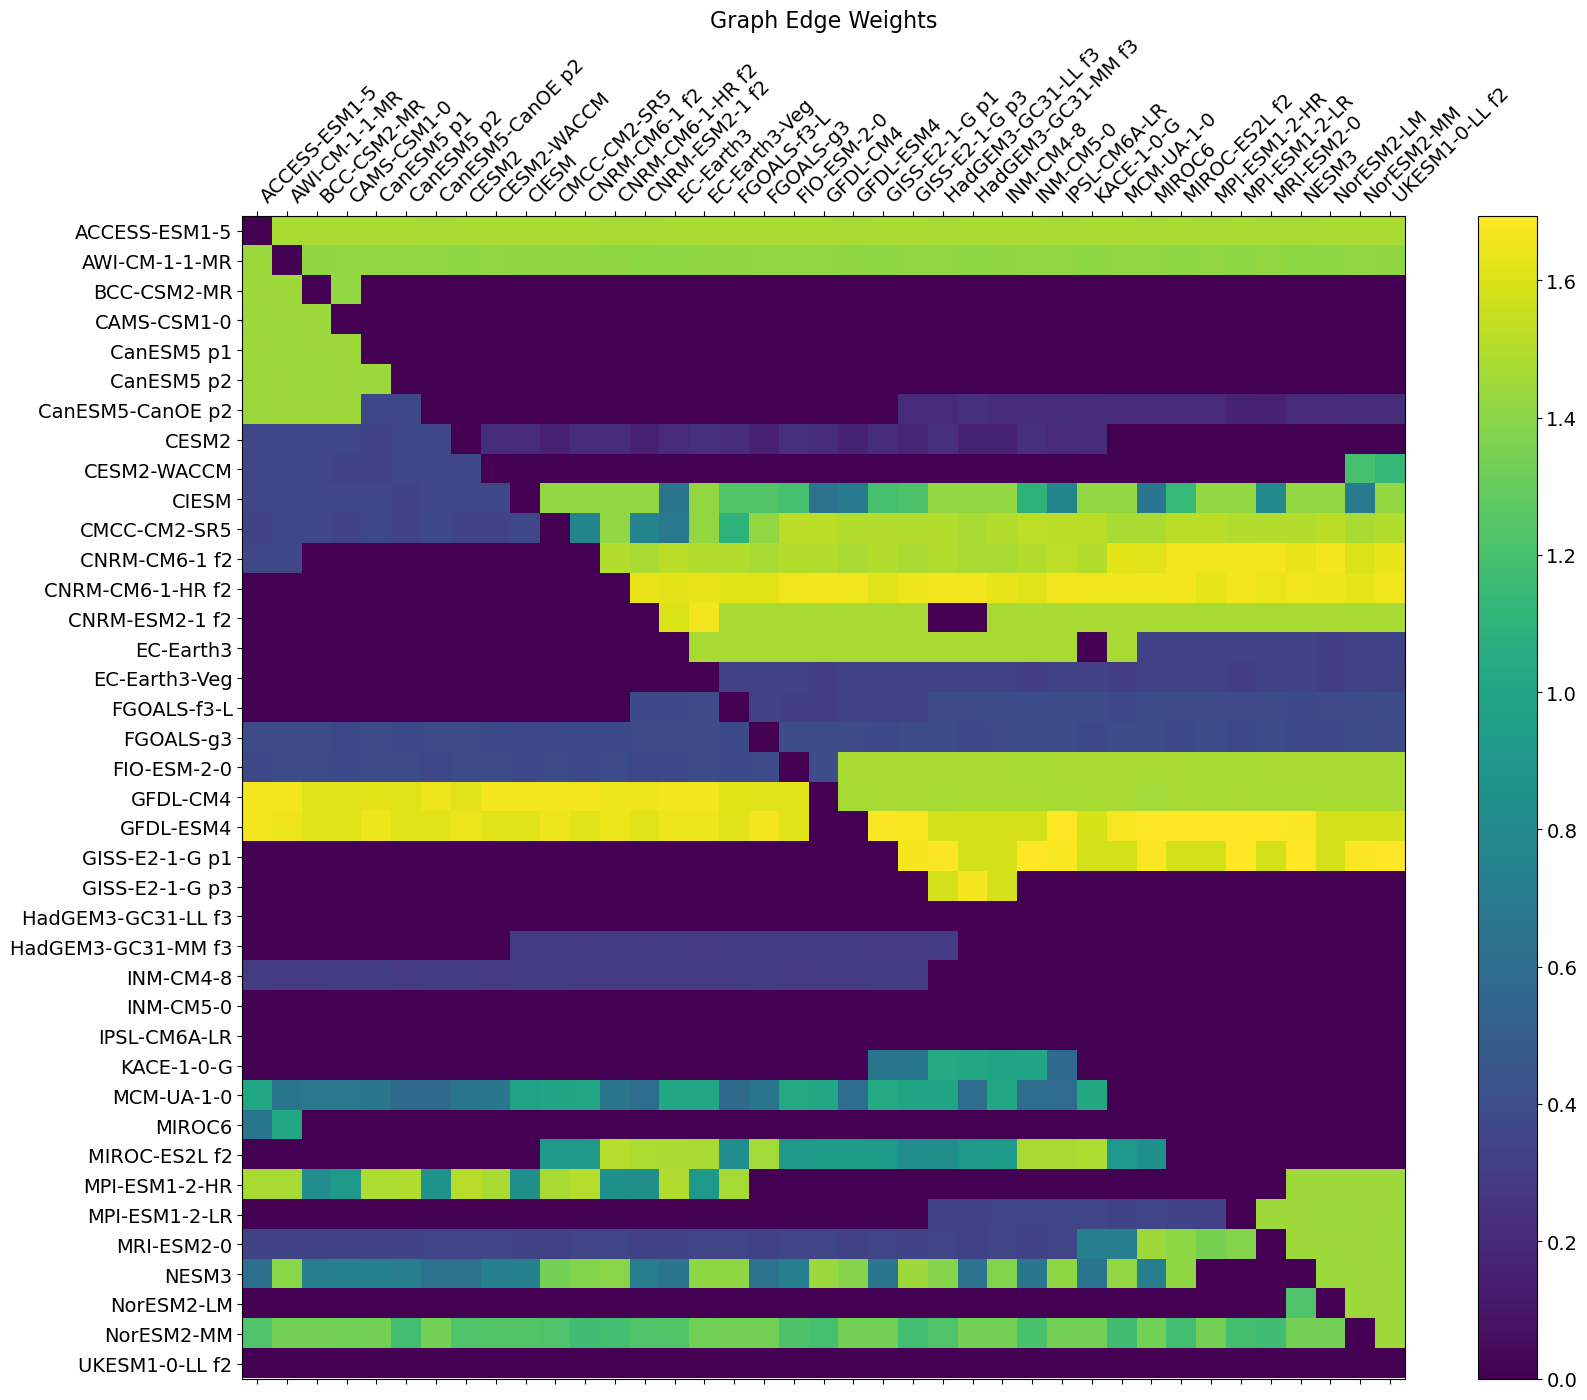 Graph Edge Weights
ACCESS-ESM1-5
AWI-CM-1-1-MR
BCC-CSM2-MR
CAMS-CSM1-0
CanESM5 p1
CanESM5 p2
CanESM5-CanOE p2
CESM2
CESM2-WACCM
CIESM
CMCC-CM2-SR5
CNRM-CM6-1 f2
CNRM-CM6-1-HR f2
CNRM-ESM2-1 f2
EC-Earth3
EC-Earth3-Veg
FGOALS-f3-L
FGOALS-g3
FIO-ESM-2-0
GFDL-CM4
GFDL-ESM4
GISS-E2-1-G p1
GISS-E2-1-G p3
HadGEM3-GC31-LL f3
HadGEM3-GC31-MM f3
INM-CM4-8
INM-CM5-0
IPSL-CM6A-LR
KACE-1-0-G
MCM-UA-1-0
MIROC6
MIROC-ES2L f2
MPI-ESM1-2-HR
MPI-ESM1-2-LR
MRI-ESM2-0
NESM3
NorESM2-LM
NorESM2-MM
UKESM1-0-LL f2
ACCESS-ESM1-5
AWI-CM-1-1-MR
BCC-CSM2-MR
CAMS-CSM1-0
CanESM5 p1
CanESM5 p2
CanESM5-CanOE p2
CESM2
CESM2-WACCM
CIESM
CMCC-CM2-SR5
CNRM-CM6-1 f2
CNRM-CM6-1-HR f2
CNRM-ESM2-1 f2
EC-Earth3
EC-Earth3-Veg
FGOALS-f3-L
FGOALS-g3
FIO-ESM-2-0
GFDL-CM4
GFDL-ESM4
GISS-E2-1-G p1
GISS-E2-1-G p3
HadGEM3-GC31-LL f3
HadGEM3-GC31-MM f3
INM-CM4-8
INM-CM5-0
IPSL-CM6A-LR
KACE-1-0-G
MCM-UA-1-0
MIROC6
MIROC-ES2L f2
MPI-ESM1-2-HR
MPI-ESM1-2-LR
MRI-ESM2-0
NESM3
NorESM2-LM
NorESM2-MM
UKESM1-0-LL f2
1.6
1.4
1.2
1.0
0.8
0.6
0.4
0.2
0.0